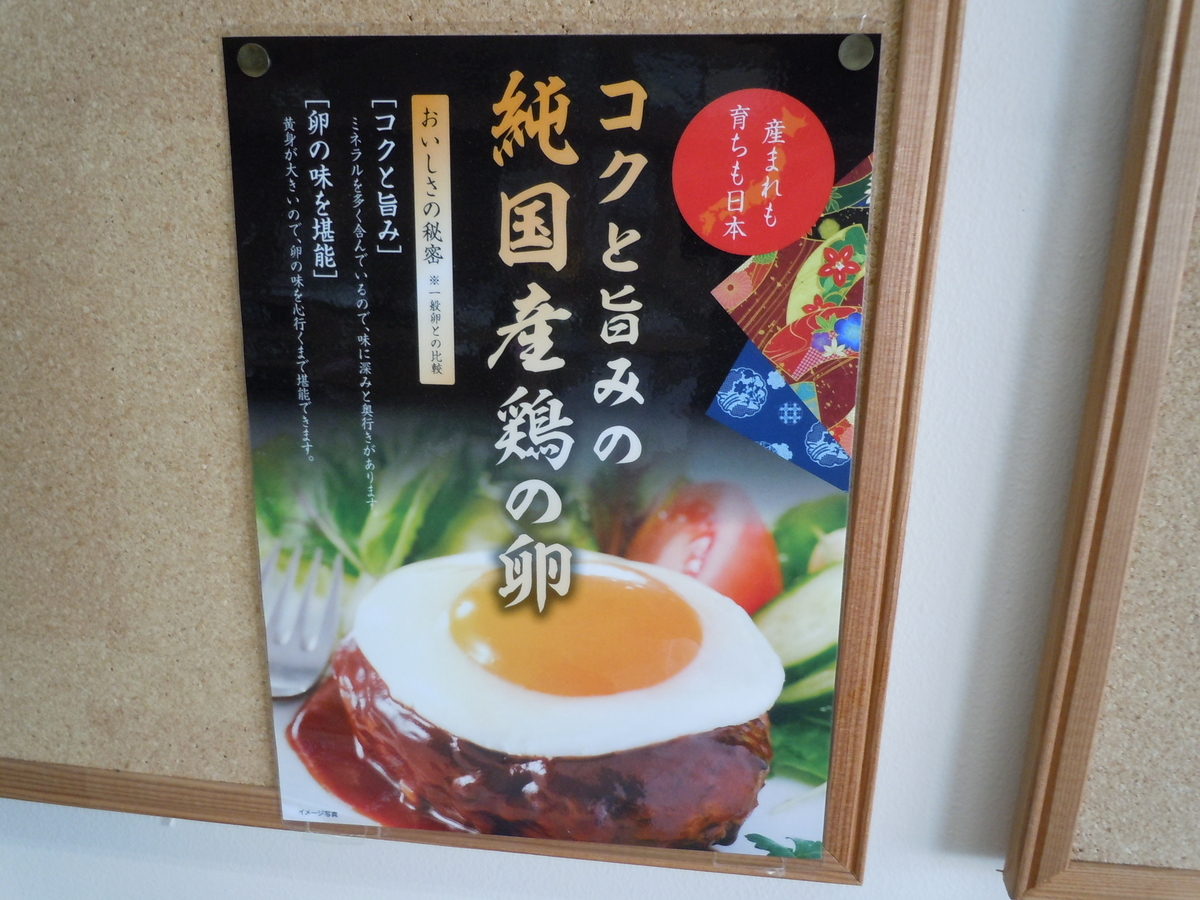 産まれも
育ちも日本
コクと旨みの
純国産鶏の卵
おいしさの秘密 ※一般卵との比較
[コクと旨み]
ミネラルを多く含んでいるので、味に深みと奥行きがあります
[卵の味を堪能]
黄身が大きいので、卵の味を心行くまで堪能できます。
イメージ写真